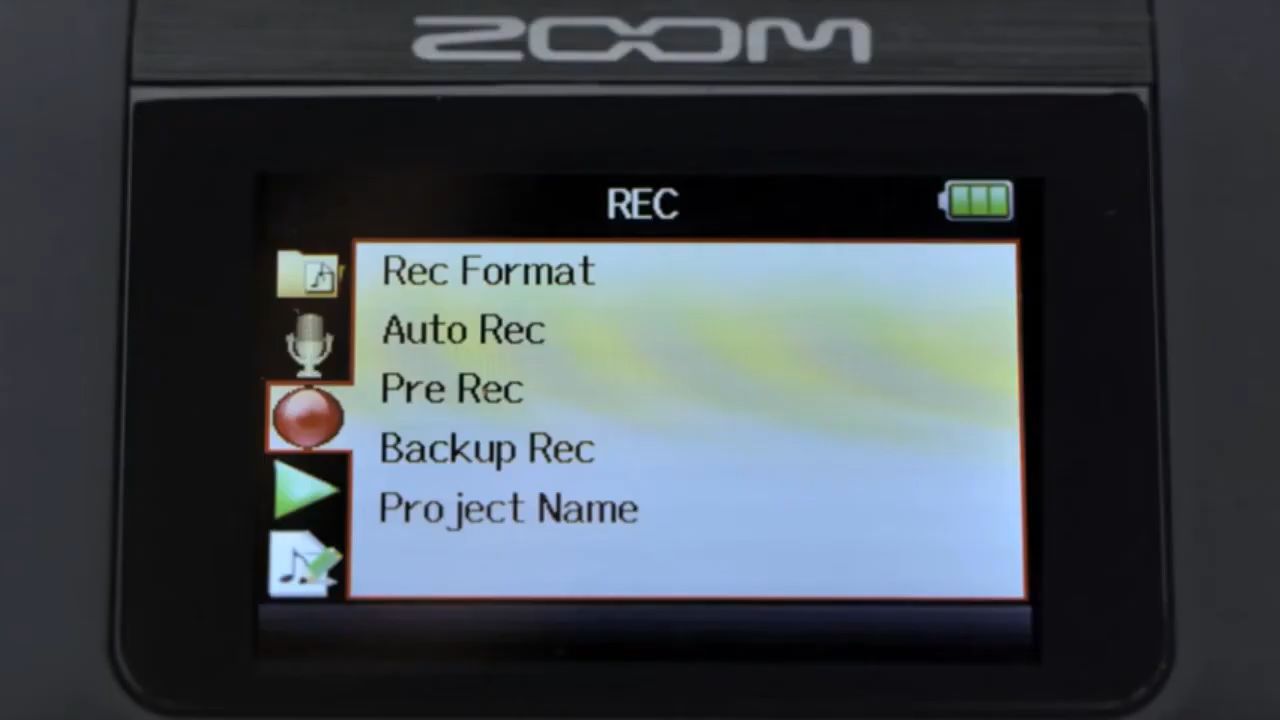 ZOOM
REC
Rec Format
Auto Rec
Pre Rec
Backup Rec
Project Name